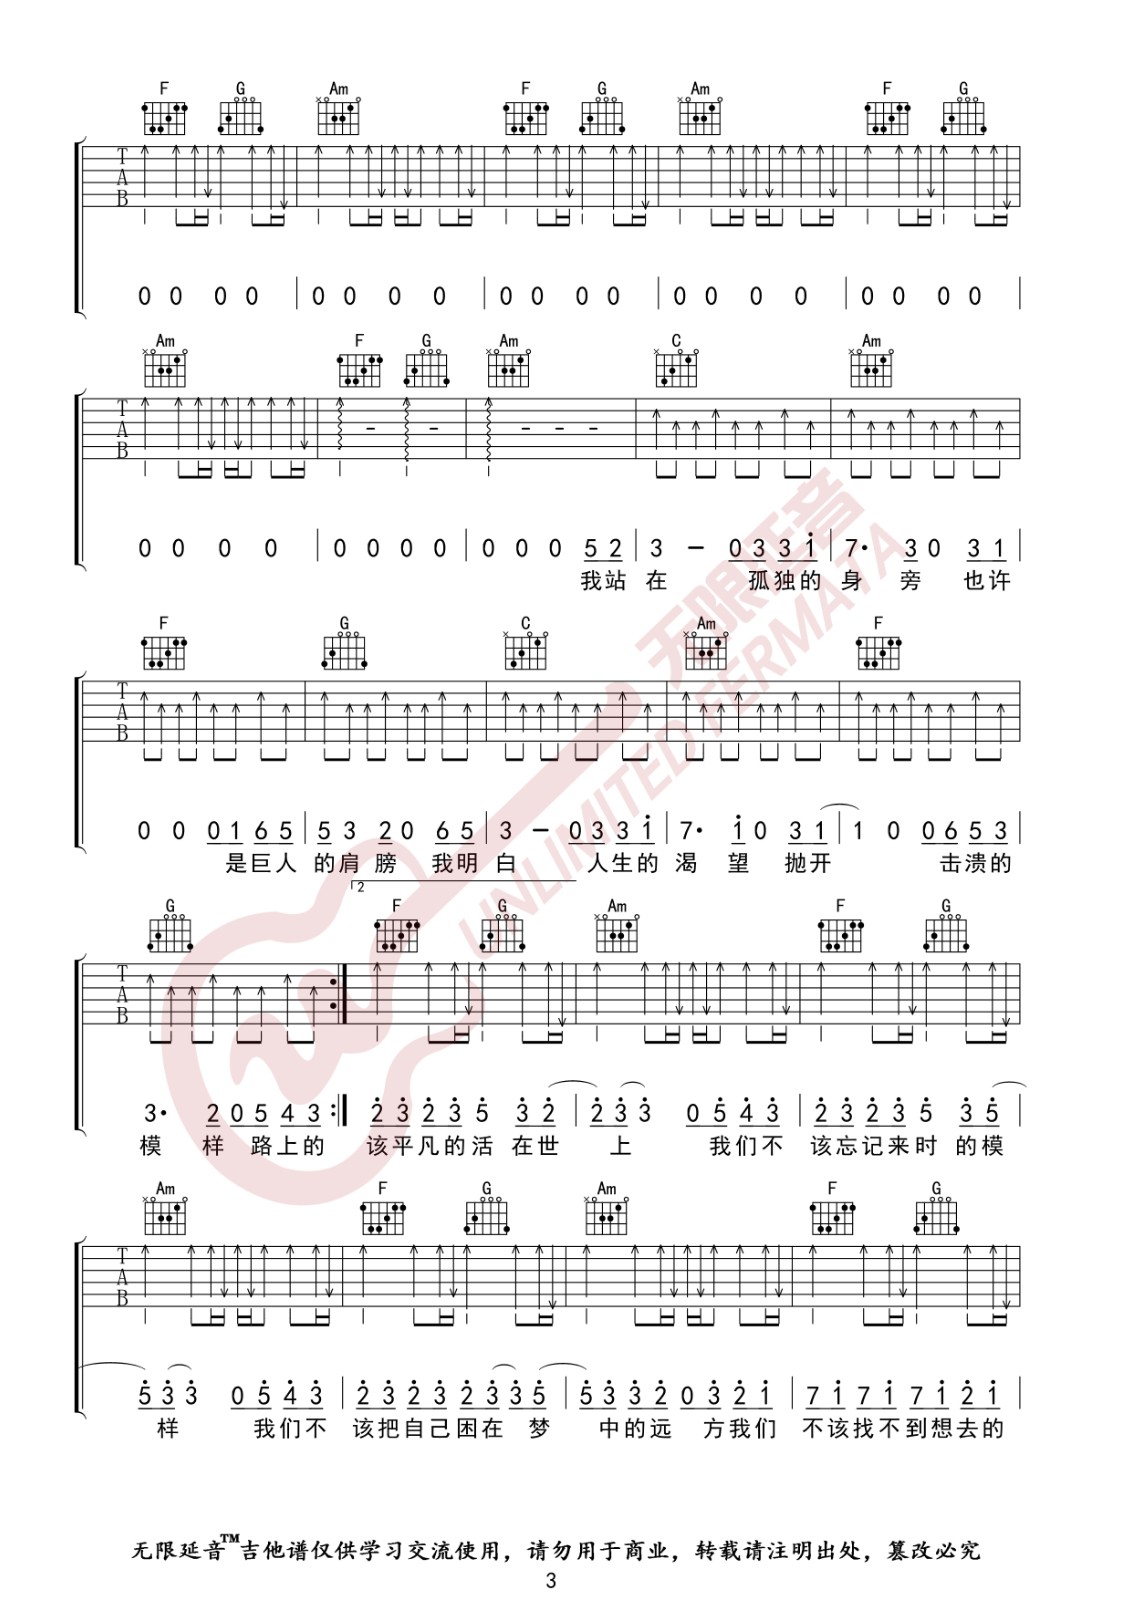 F G Am F G Am F G
T A B
0 0 0 0 | 0 0 0 0 | 0 0 0 0 | 0 0 0 0 | 0 0 0 0 |
Am F G Am C Am
T A B
0 0 0 0 | 0 0 0 0 | 0 0 0 5 2 | 3 – 0 3 3 1 | 7· 3 0 3 1 |
我站 在 孤独的 身 旁 也许
F G C Am F
T A B
0 0 0 1 6 5 | 5 3 2 0 6 5 | 3 – 0 3 3 1 | 7· 1 0 3 1 | 1 0 0 6 5 3 |
是巨人 的肩 膀 我明 白 人生的 渴 望 抛开 击溃的
G 2 F G Am F G
T A B
3· 2 0 5 4 3 :| 2 3 2 3 5 3 2 | 2 3 3 0 5 4 3 | 2 3 2 3 5 3 5 |
模 样 路上的 该平凡的活 在世 上 我们不 该忘记来时 的模
Am F G Am F G
T A B
5 3 3 0 5 4 3 | 2 3 2 3 2 3 3 5 | 5 3 3 2 0 3 2 1 | 7 1 7 1 7 1 2 1 |
样 我们不 该把自己困在 梦 中的远 方我们 不该找不到想去的
无限延音 UNLIMITED FERMATA
无限延音™吉他谱仅供学习交流使用，请勿用于商业，转载请注明出处，篡改必究
3